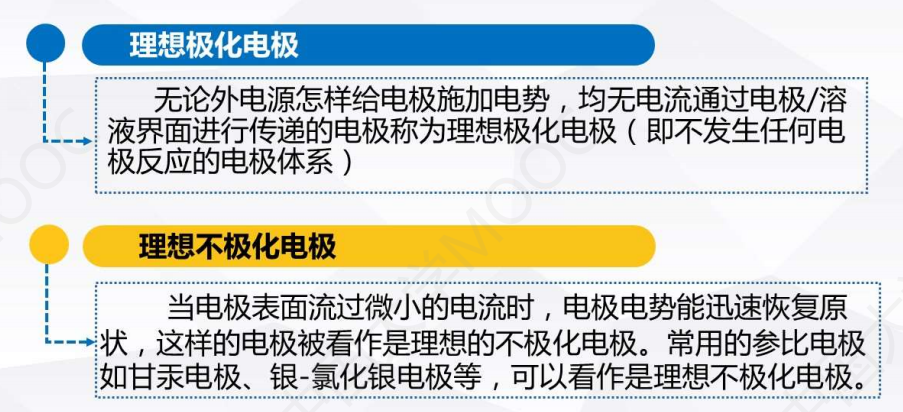 理想极化电极
无论外电源怎样给电极施加电势，均无电流通过电极/溶
液界面进行传递的电极称为理想极化电极（即不发生任何电
极反应的电极体系）
理想不极化电极
当电极表面流过微小的电流时，电极电势能迅速恢复原
状，这样的电极被看作是理想的不极化电极。常用的参比电极
如甘汞电极、银-氯化银电极等，可以看作是理想不极化电极。